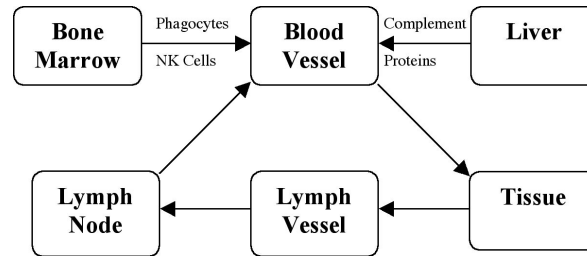 Bone
Marrow
Phagocytes
NK Cells
Blood
Vessel
Complement
Proteins
Liver
Lymph
Node
Lymph
Vessel
Tissue